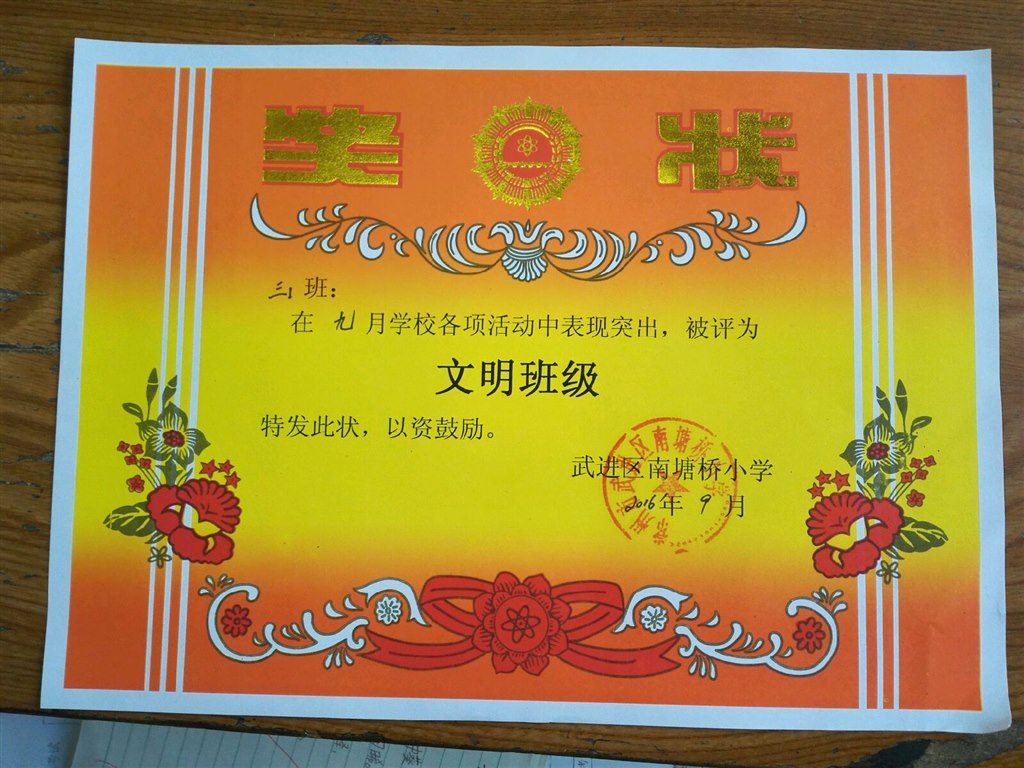 奖 状
三1 班：
在 九 月学校各项活动中表现突出，被评为
文明班级
特发此状，以资鼓励。
武进区南塘桥小学
2016年 9 月